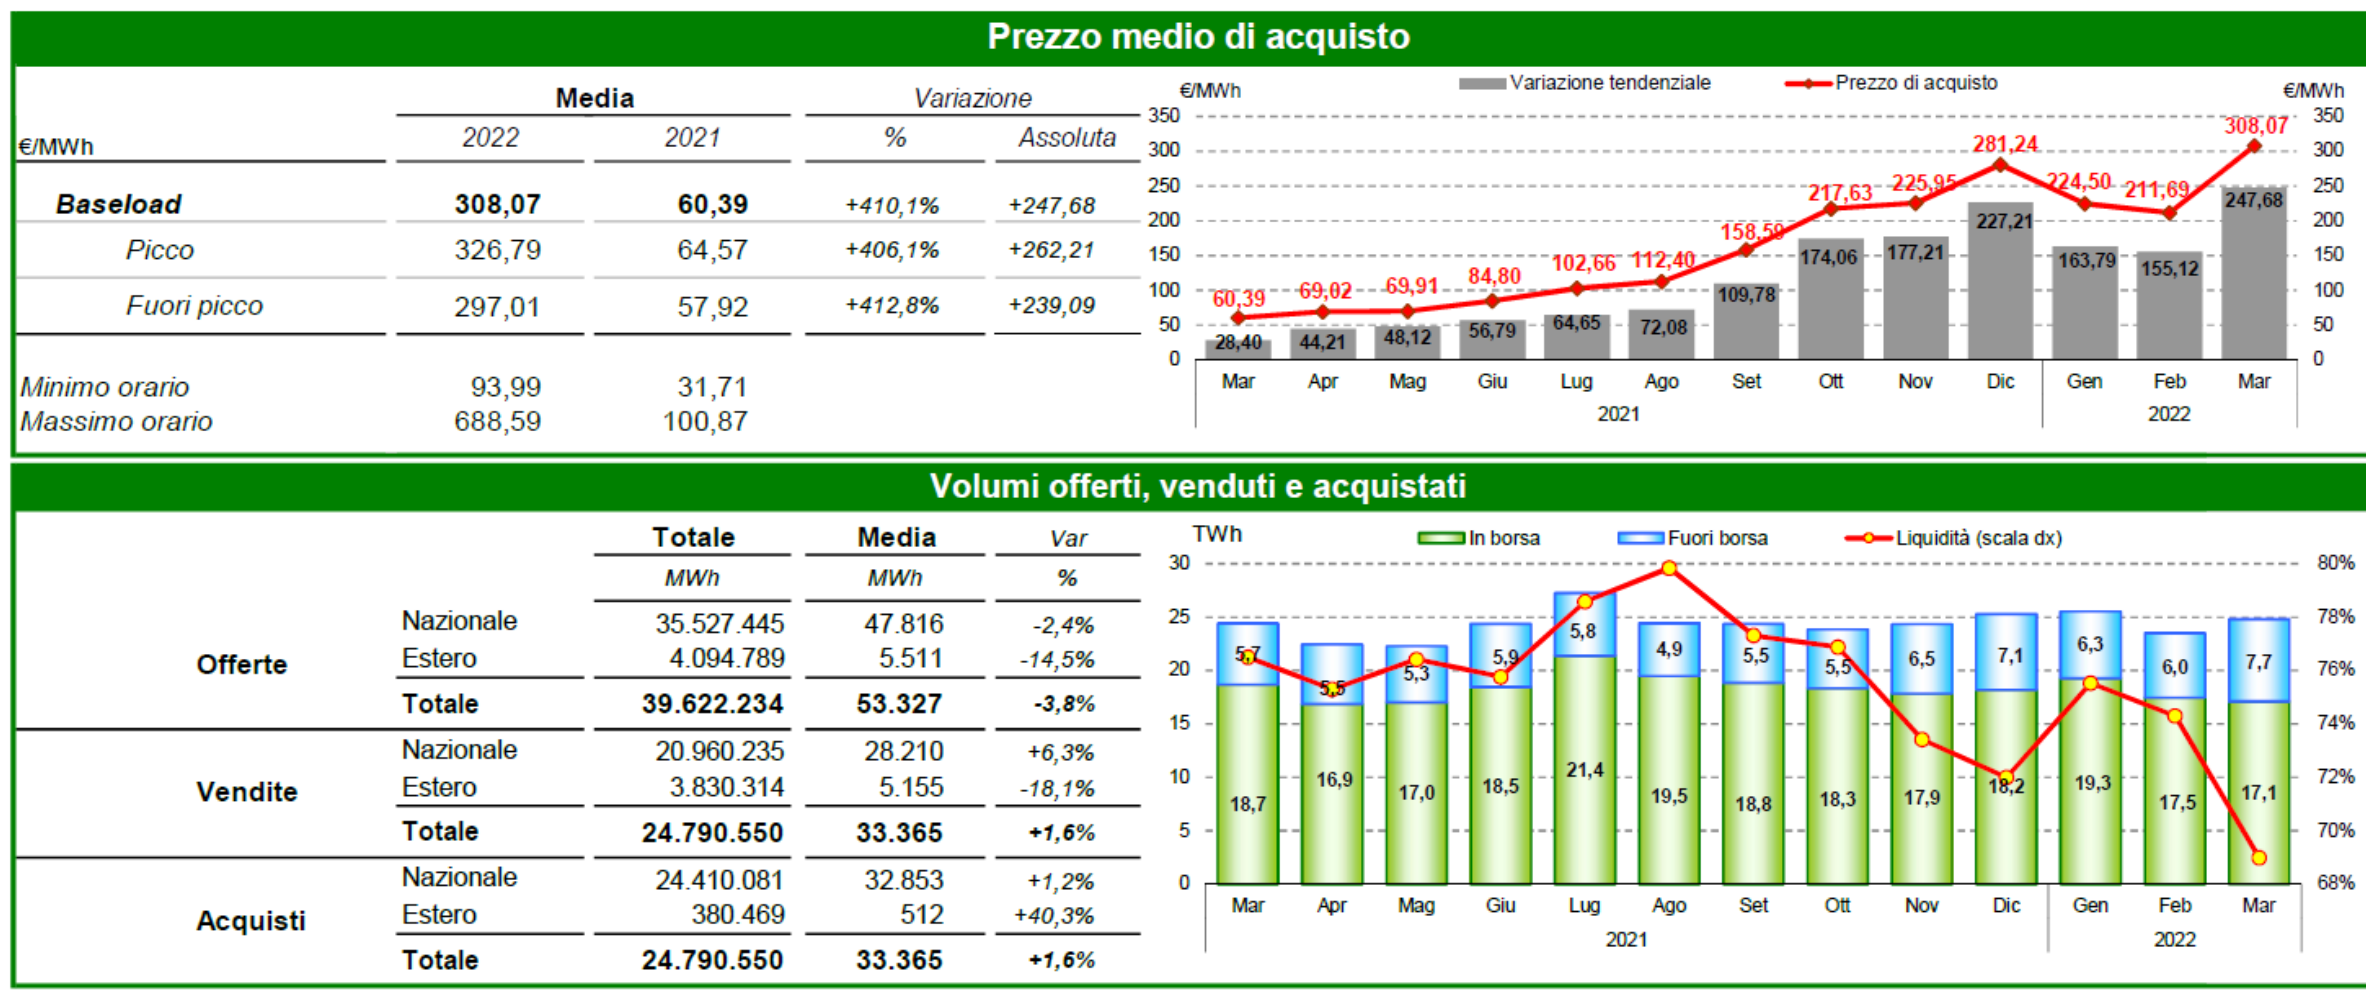 Prezzo medio di acquisto
€/MWh
Media
Variazione
2022
2021
%
Assoluta
Baseload 308,07 60,39 +410,1% +247,68
Picco 326,79 64,57 +406,1% +262,21
Fuori picco 297,01 57,92 +412,8% +239,09
Minimo orario 93,99 31,71
Massimo orario 688,59 100,87
€/MWh
Variazione tendenziale
Prezzo di acquisto
€/MWh
350
300
250
200
150
100
50
0
60,39 69,02 69,91 84,80 102,66 112,40 158,59 217,63 225,95 281,24 224,50 211,69 308,07
28,40 44,21 48,12 56,79 64,65 72,08 109,78 174,06 177,21 227,21 163,79 155,12 247,68
350
300
250
200
150
100
50
0
Mar Apr Mag Giu Lug Ago Set Ott Nov Dic Gen Feb Mar
2021 2022
Volumi offerti, venduti e acquistati
Totale Media Var
MWh MWh %
Offerte
Nazionale 35.527.445 47.816 -2,4%
Estero 4.094.789 5.511 -14,5%
Totale 39.622.234 53.327 -3,8%
Vendite
Nazionale 20.960.235 28.210 +6,3%
Estero 3.830.314 5.155 -18,1%
Totale 24.790.550 33.365 +1,6%
Acquisti
Nazionale 24.410.081 32.853 +1,2%
Estero 380.469 512 +40,3%
Totale 24.790.550 33.365 +1,6%
TWh
In borsa
Fuori borsa
Liquidità (scala dx)
30
25
20
15
10
5
0
5,7 5,5 5,3 5,9 5,8 4,9 5,5 5,5 6,5 7,1 6,3 6,0 7,7
18,7 16,9 17,0 18,5 21,4 19,5 18,8 18,3 17,9 18,2 19,3 17,5 17,1
80%
78%
76%
74%
72%
70%
68%
Mar Apr Mag Giu Lug Ago Set Ott Nov Dic Gen Feb Mar
2021 2022